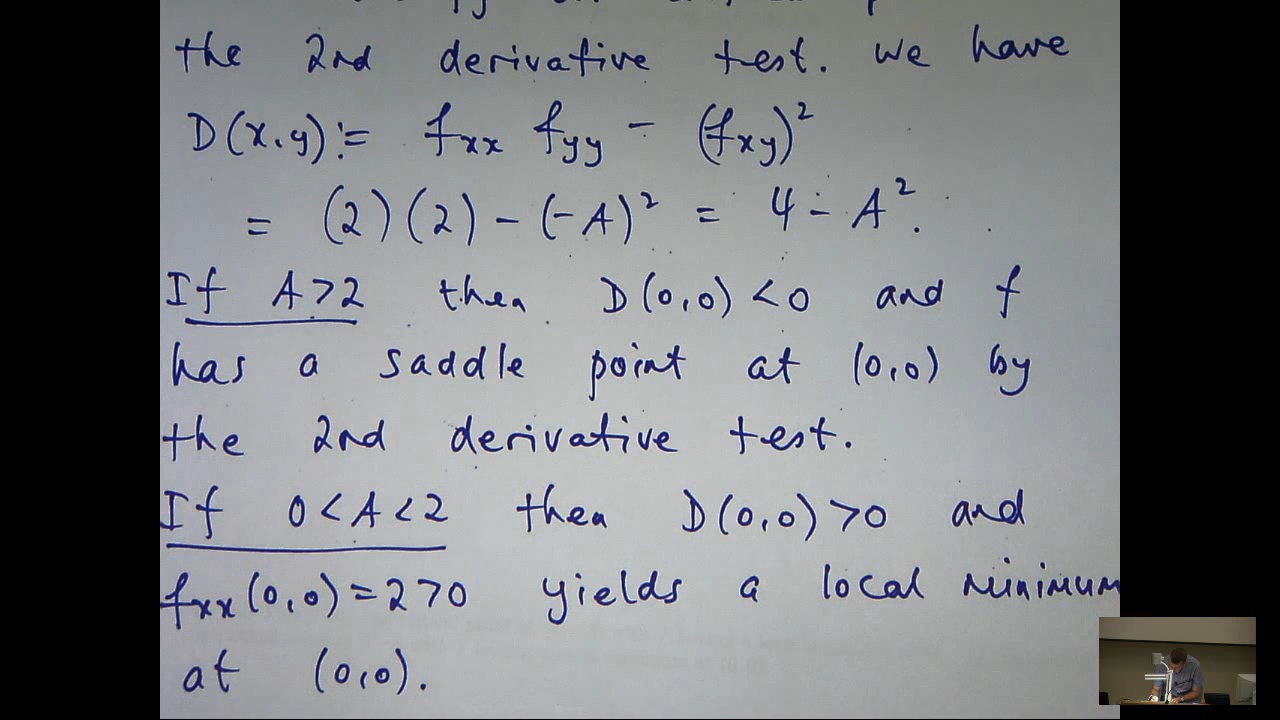 the 2nd derivative test. We have
D(x,y):= fxx fyy - (fxy)²
= (2)(2) - (-A)² = 4 - A².
If A>2 then D(0,0) <0 and f
has a saddle point at (0,0) by
the 2nd derivative test.
If 0<A<2 then D(0,0) >0 and
fxx(0,0)=2>0 yields a local minimum
at (0,0).